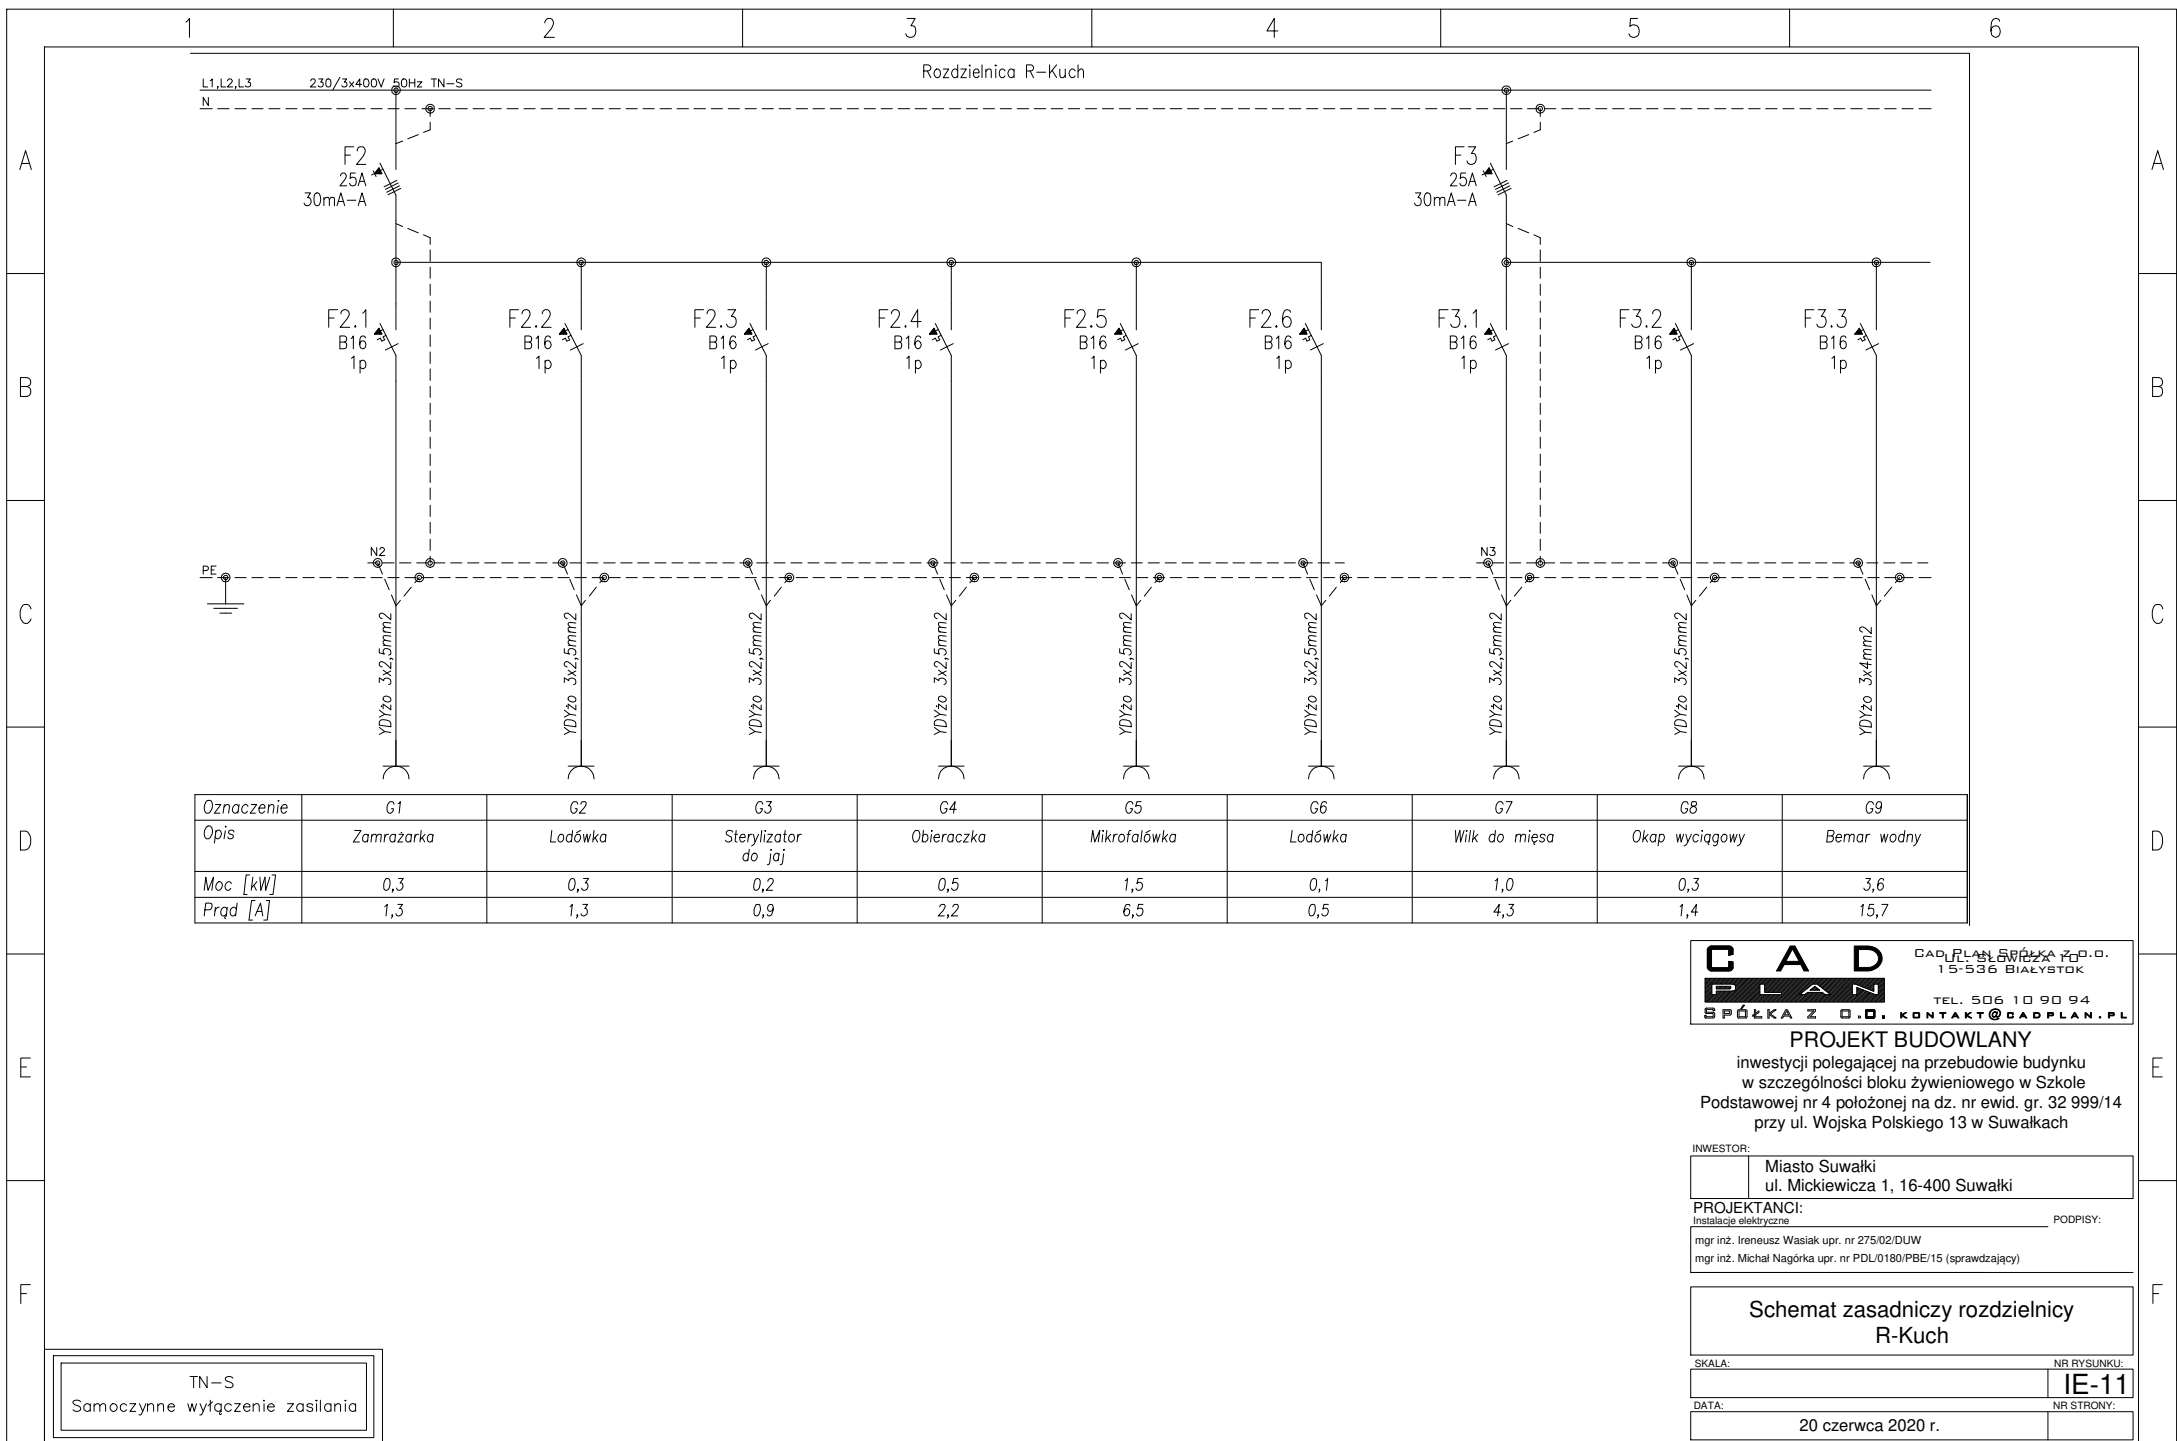 1 2 3 4 5 6
Rozdzielnica R-Kuch
L1,L2,L3 230/3x400V 50Hz TN-S
N
A A
F2
25A
30mA-A
F3
25A
30mA-A
F2.1
B16
1p
F2.2
B16
1p
F2.3
B16
1p
F2.4
B16
1p
F2.5
B16
1p
F2.6
B16
1p
F3.1
B16
1p
F3.2
B16
1p
F3.3
B16
1p
B B
N2 N3
PE
C C
YDYżo 3x2,5mm2
YDYżo 3x2,5mm2
YDYżo 3x2,5mm2
YDYżo 3x2,5mm2
YDYżo 3x2,5mm2
YDYżo 3x2,5mm2
YDYżo 3x2,5mm2
YDYżo 3x2,5mm2
YDYżo 3x4mm2
Oznaczenie G1 G2 G3 G4 G5 G6 G7 G8 G9
Opis Zamrażarka Lodówka Sterylizator do jaj Obieraczka Mikrofalówka Lodówka Wilk do mięsa Okap wyciągowy Bemar wodny
Moc [kW] 0,3 0,3 0,2 0,5 1,5 0,1 1,0 0,3 3,6
Prąd [A] 1,3 1,3 0,9 2,2 6,5 0,5 4,3 1,4 15,7
D D
CAD
PLAN
SPÓŁKA Z O.O.
CAD PLAN SPÓŁKA Z O.O.
UL. SŁOWICZA 10
15-536 BIAŁYSTOK
TEL. 506 10 90 94
KONTAKT@CADPLAN.PL
PROJEKT BUDOWLANY
inwestycji polegającej na przebudowie budynku
w szczególności bloku żywieniowego w Szkole
Podstawowej nr 4 położonej na dz. nr ewid. gr. 32 999/14
przy ul. Wojska Polskiego 13 w Suwałkach
E E
INWESTOR:
Miasto Suwałki
ul. Mickiewicza 1, 16-400 Suwałki
PROJEKTANCI:
Instalacje elektryczne PODPISY:
mgr inż. Ireneusz Wasiak upr. nr 275/02/DUW
mgr inż. Michał Nagórka upr. nr PDL/0180/PBE/15 (sprawdzający)
F F
Schemat zasadniczy rozdzielnicy
R-Kuch
SKALA: NR RYSUNKU:
IE-11
DATA: NR STRONY:
20 czerwca 2020 r.
TN-S
Samoczynne wyłączenie zasilania